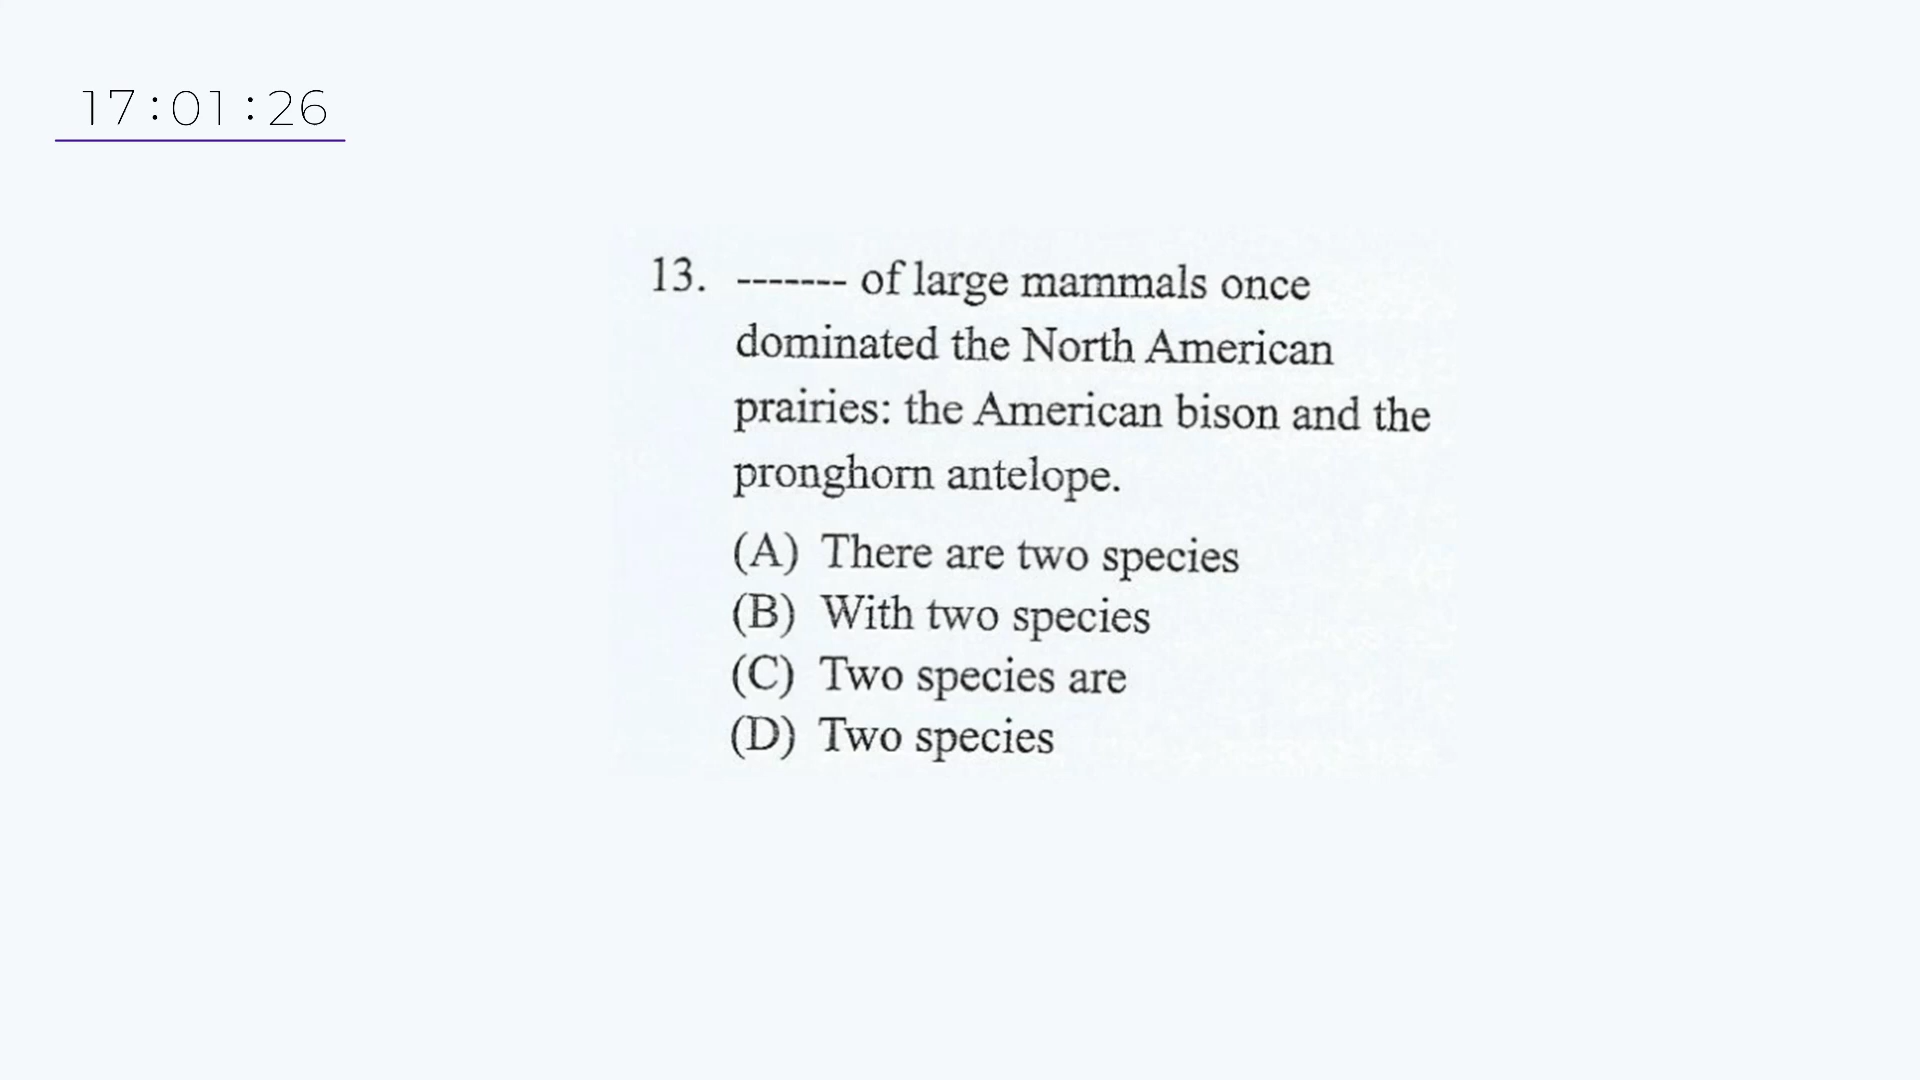 17:01:26
13. ------- of large mammals once
dominated the North American
prairies: the American bison and the
pronghorn antelope.
(A) There are two species
(B) With two species
(C) Two species are
(D) Two species